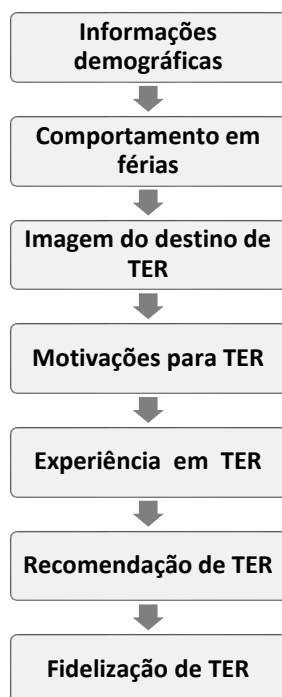 Informações
demográficas
Comportamento em
férias
Imagem do destino de
TER
Motivações para TER
Experiência em TER
Recomendação de TER
Fidelização de TER